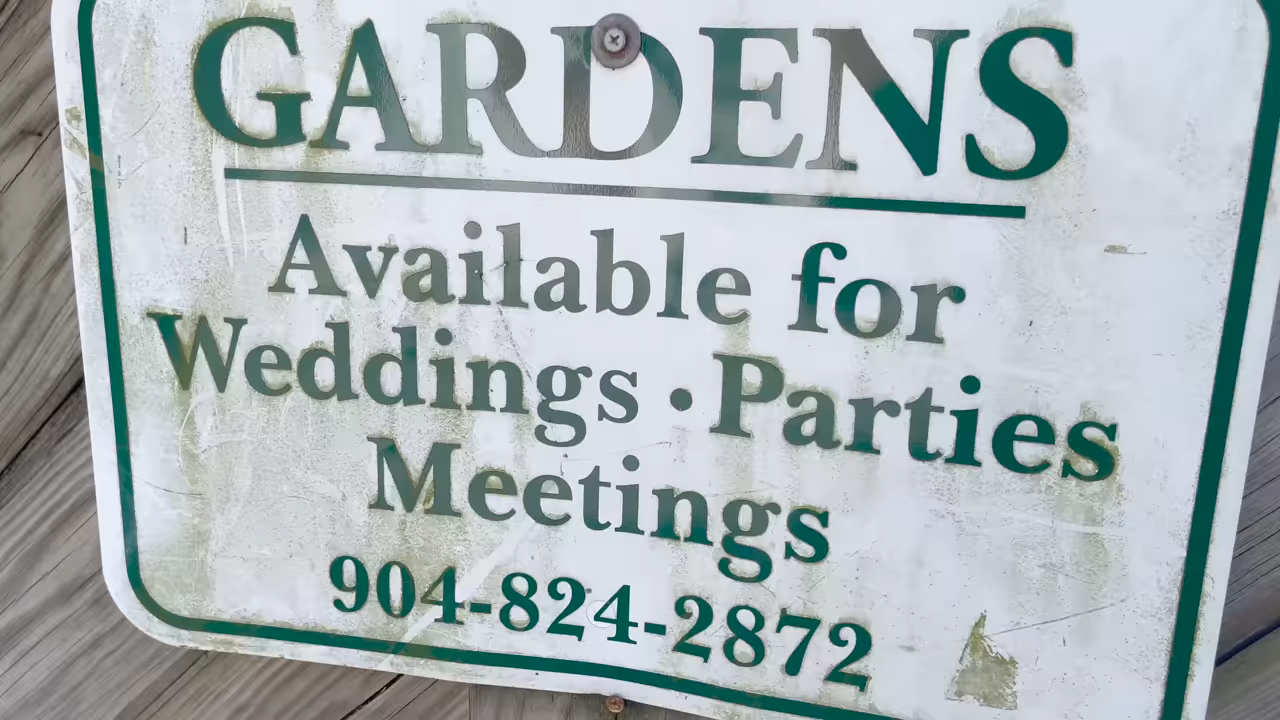 GARDENS
Available for
Weddings • Parties
Meetings
904-824-2872